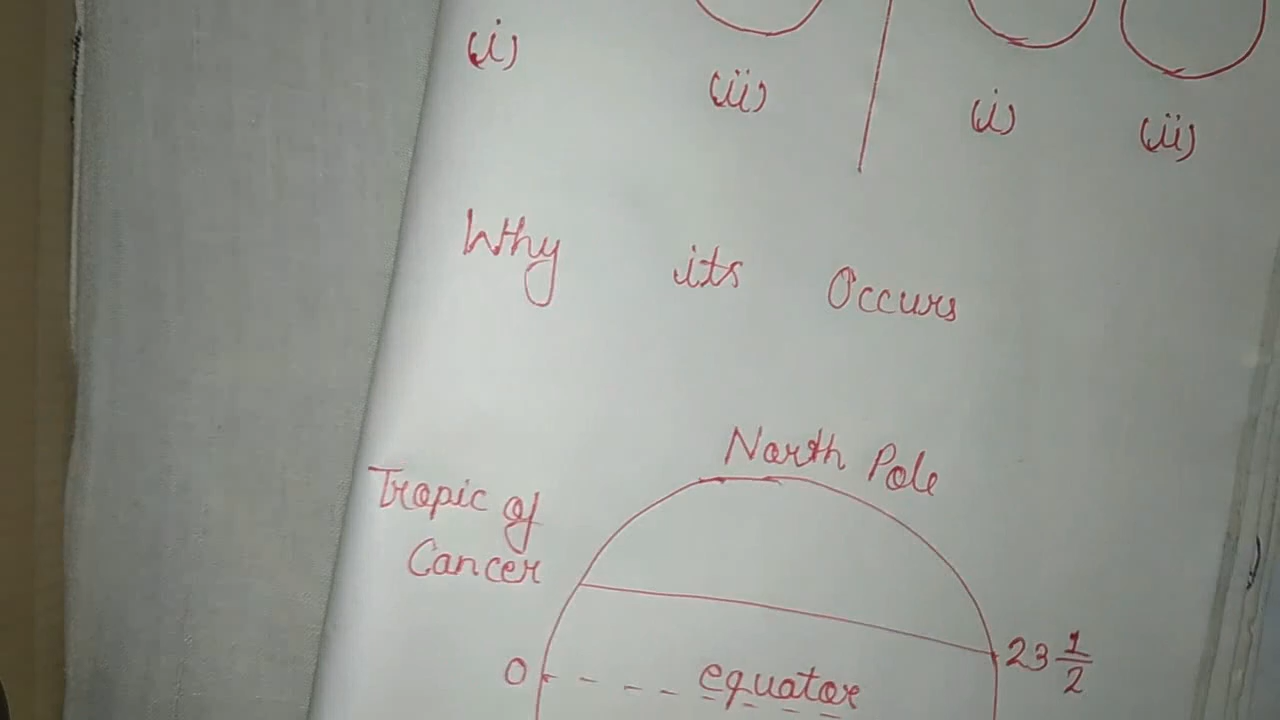 (i) (ii) (i) (ii)
Why its Occurs
North Pole
Tropic of
Cancer
23 1/2
0 equator